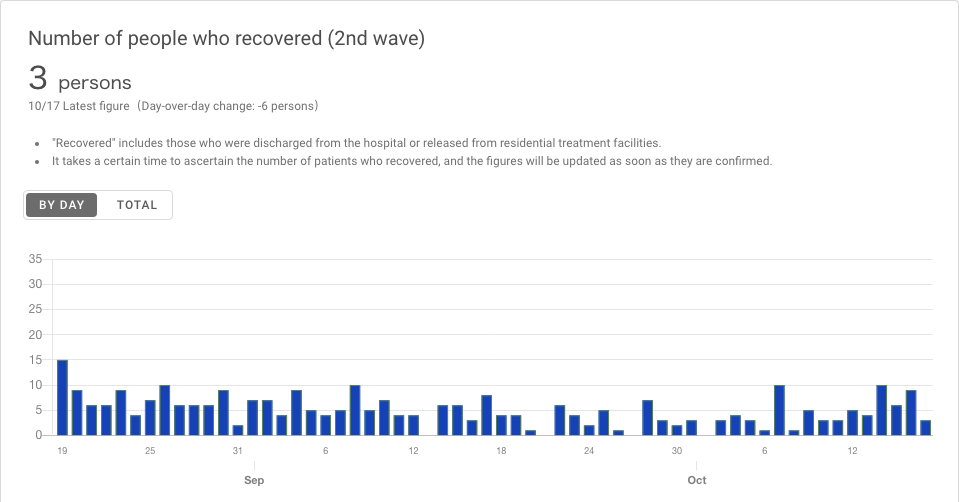 Number of people who recovered (2nd wave)
3 persons
10/17 Latest figure（Day-over-day change: -6 persons）
• "Recovered" includes those who were discharged from the hospital or released from residential treatment facilities.
• It takes a certain time to ascertain the number of patients who recovered, and the figures will be updated as soon as they are confirmed.
BY DAY TOTAL
35
30
25
20
15
10
5
0
19 25 31 6 12 18 24 30 6 12
Sep Oct